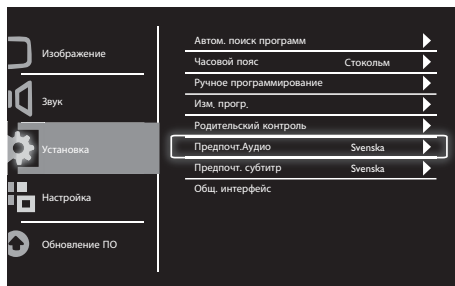 Изображение
Звук
Установка
Настройка
Обновление ПО
Автом. поиск программ
Часовой пояс Стокольм
Ручное программирование
Изм. прогр.
Родительский контроль
Предпочт.Аудио Svenska
Предпочт. субтитр Svenska
Общ. интерфейс